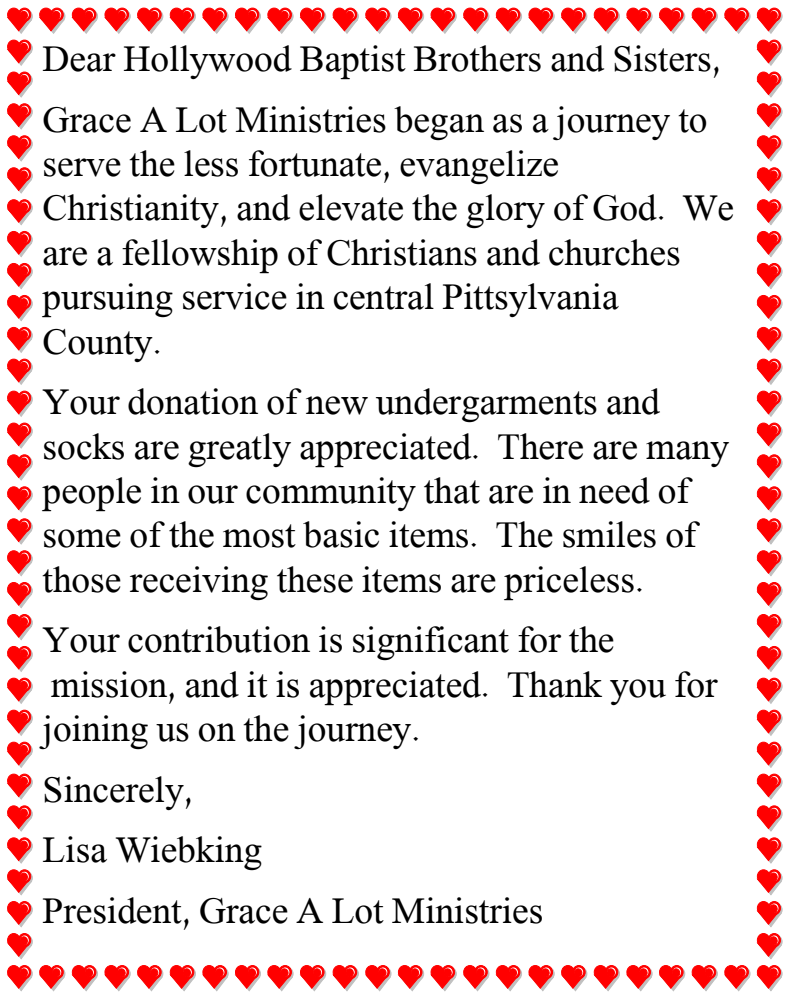 Dear Hollywood Baptist Brothers and Sisters,
Grace A Lot Ministries began as a journey to
serve the less fortunate, evangelize
Christianity, and elevate the glory of God.  We
are a fellowship of Christians and churches
pursuing service in central Pittsylvania
County.
Your donation of new undergarments and
socks are greatly appreciated.  There are many
people in our community that are in need of
some of the most basic items.  The smiles of
those receiving these items are priceless.
Your contribution is significant for the
mission, and it is appreciated.  Thank you for
joining us on the journey.
Sincerely,
Lisa Wiebking
President, Grace A Lot Ministries